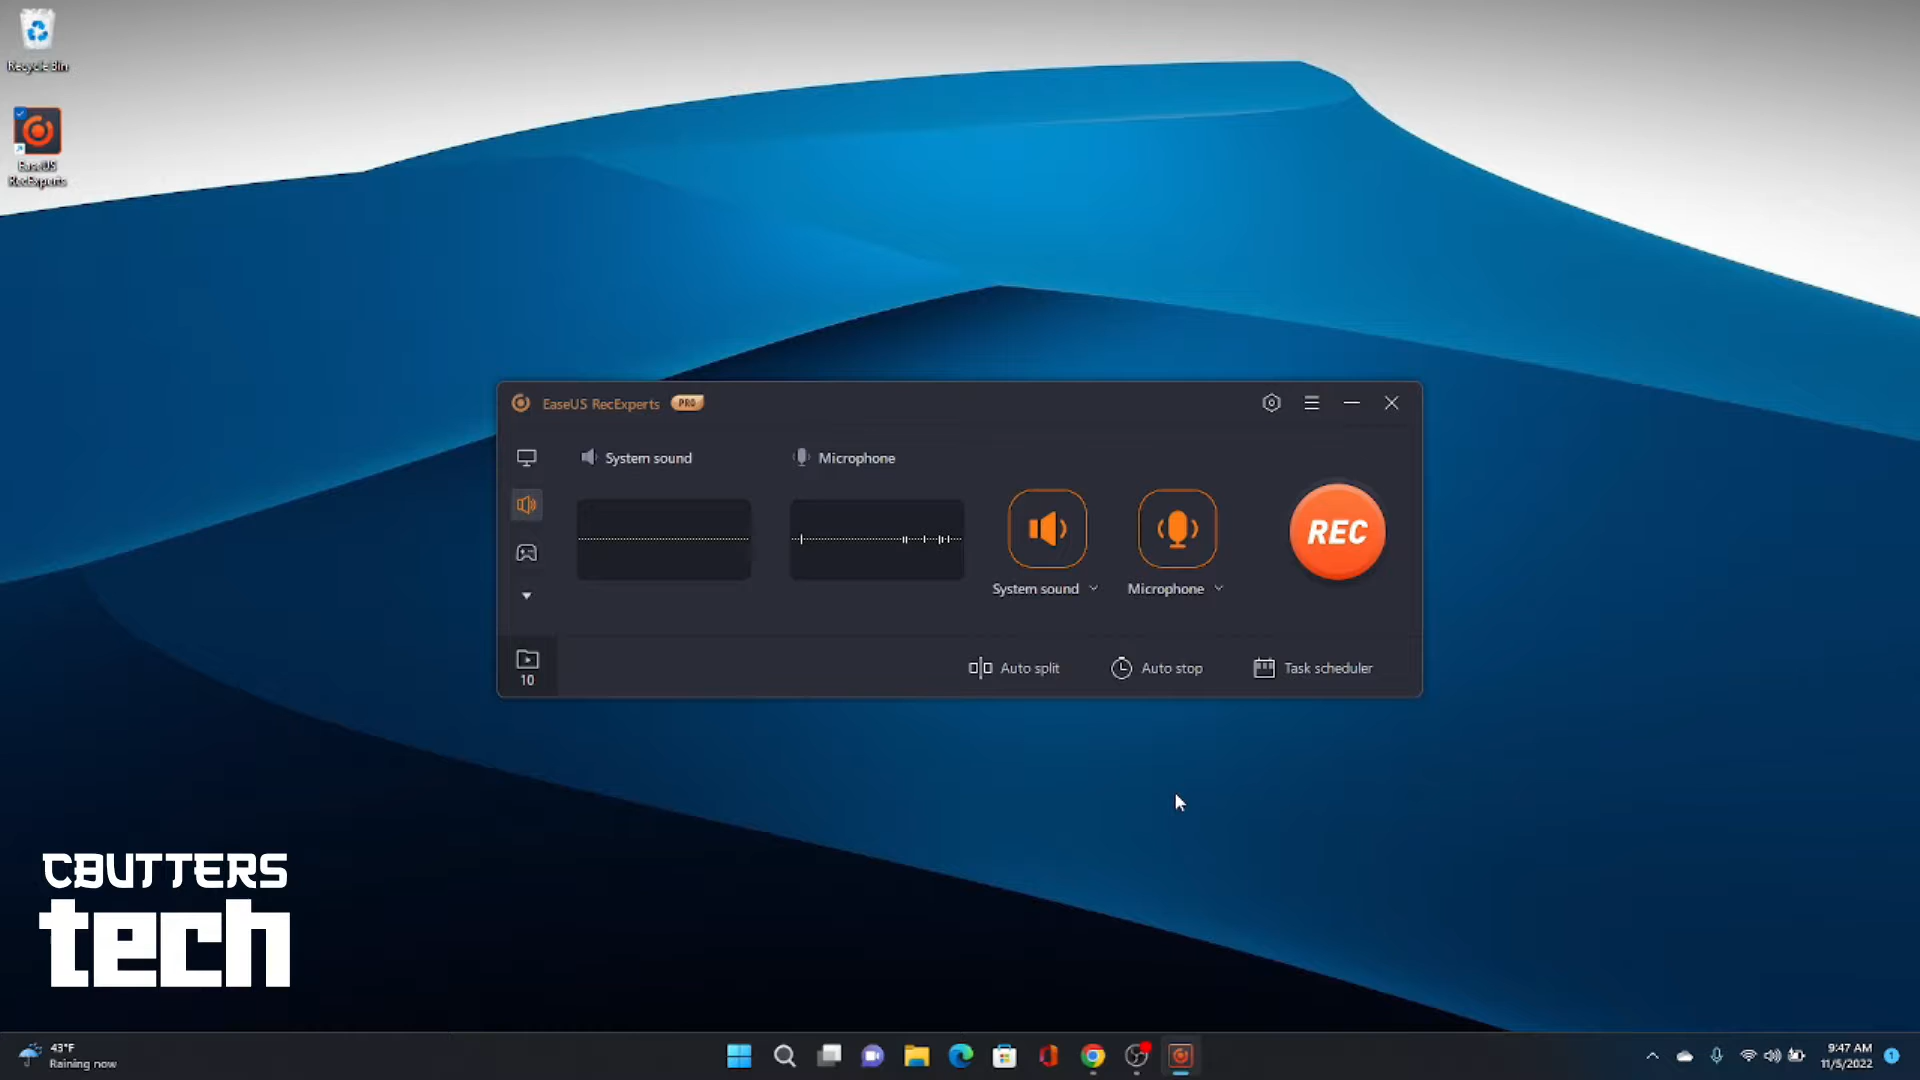 Recycle Bin
EaseUS
RecExperts
EaseUS RecExperts PRO
System sound
Microphone
REC
System sound
Microphone
10
Auto split
Auto stop
Task scheduler
CBUTTERS
tech
43°F
Raining now
9:47 AM
11/5/2022
1